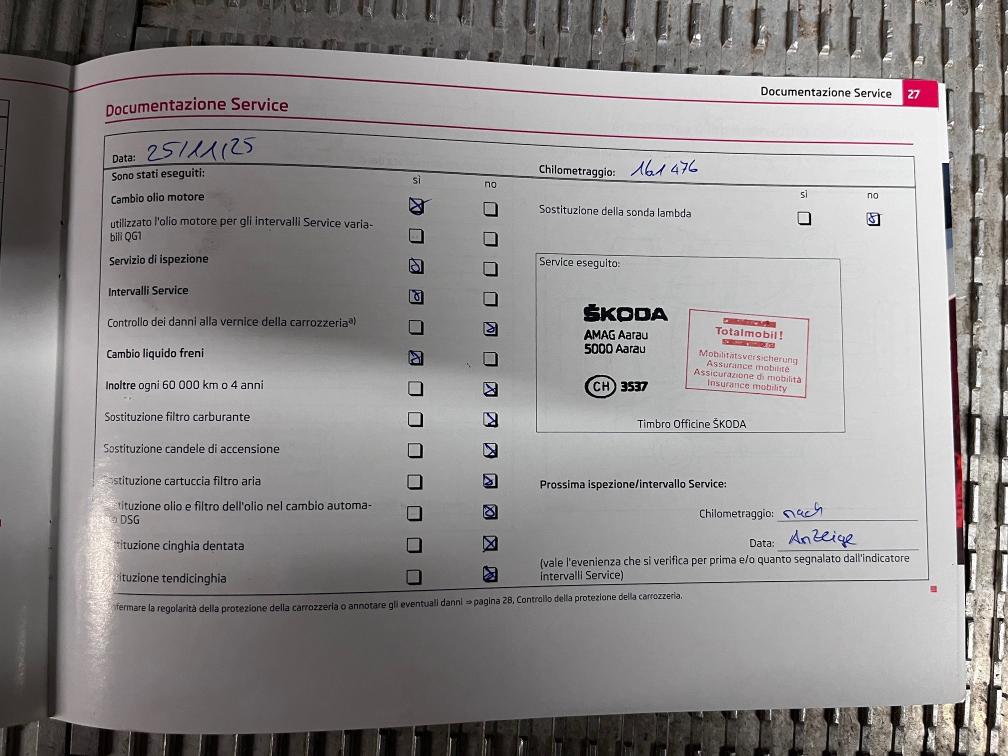 Documentazione Service 27
Documentazione Service
Data: 25/11/25
Chilometraggio: 161 476
Sono stati eseguiti:
sì no
Cambio olio motore
utilizzato l'olio motore per gli intervalli Service varia-
bili QG1
Servizio di ispezione
Intervalli Service
Controllo dei danni alla vernice della carrozzeriaᵃ⁾
Cambio liquido freni
Inoltre ogni 60 000 km o 4 anni
Sostituzione filtro carburante
Sostituzione candele di accensione
stituzione cartuccia filtro aria
stituzione olio e filtro dell'olio nel cambio automa-
DSG
tituzione cinghia dentata
tituzione tendicinghia
sì no
Sostituzione della sonda lambda
Service eseguito:
ŠKODA
AMAG Aarau
5000 Aarau
CH 3537
Totalmobil!
Mobilitätsversicherung
Assurance mobilité
Assicurazione di mobilità
Insurance mobility
Timbro Officine ŠKODA
Prossima ispezione/intervallo Service:
Chilometraggio: nach
Data: Anzeige
(vale l'evenienza che si verifica per prima e/o quanto segnalato dall'indicatore
intervalli Service)
fermare la regolarità della protezione della carrozzeria o annotare gli eventuali danni ⇒ pagina 28, Controllo della protezione della carrozzeria.